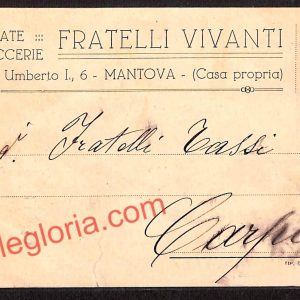 ATE ::: FRATELLI VIVANTI
CCERIE
Umberto I., 6 - MANTOVA - (Casa propria)
Fratelli Tassi
legloria.com
Carpi